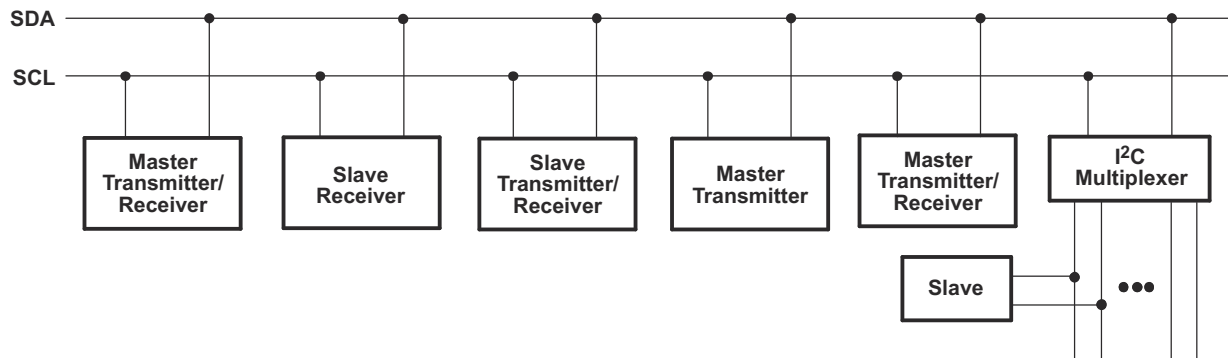 SDA
SCL
Master
Transmitter/
Receiver
Slave
Receiver
Slave
Transmitter/
Receiver
Master
Transmitter
Master
Transmitter/
Receiver
I²C
Multiplexer
Slave